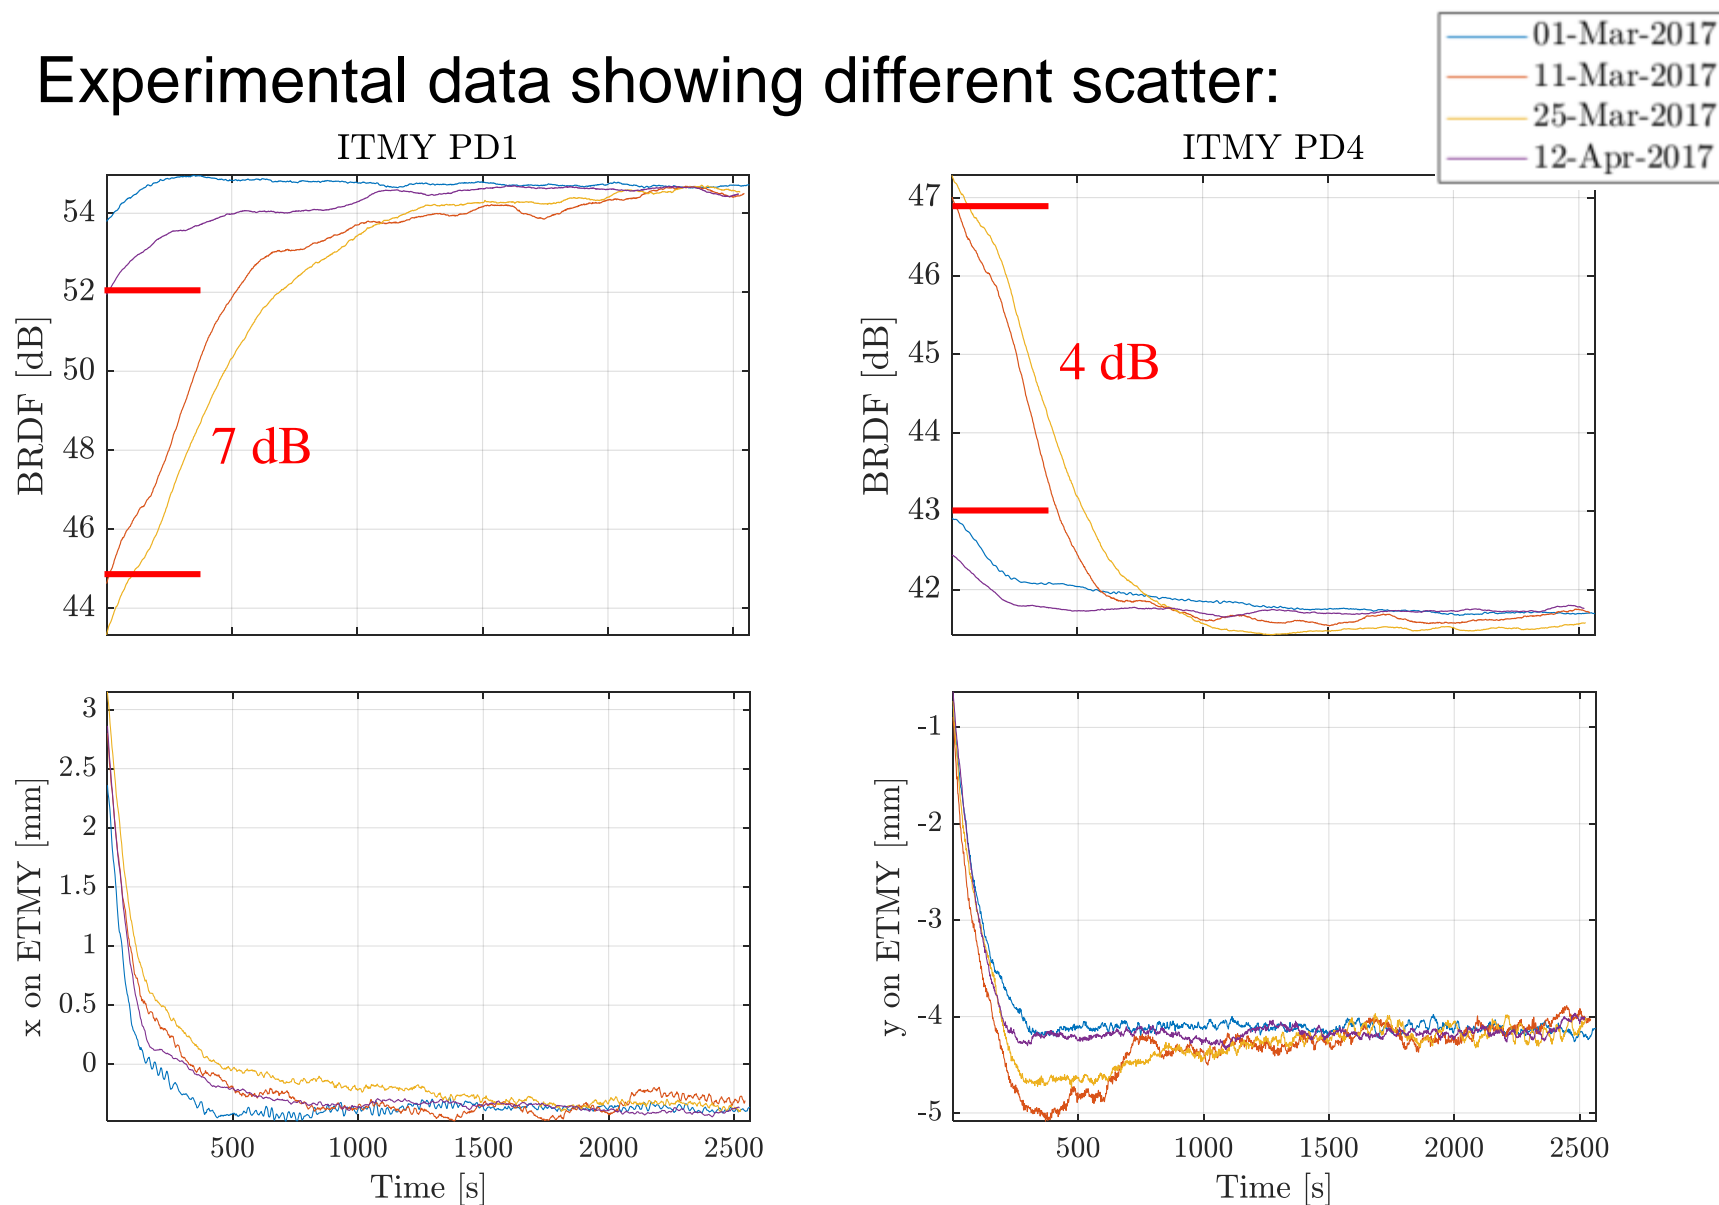 Experimental data showing different scatter:
01-Mar-2017
11-Mar-2017
25-Mar-2017
12-Apr-2017
ITMY PD1
BRDF [dB]
54
52
50
48
46
44
7 dB
ITMY PD4
BRDF [dB]
47
46
45
44
43
42
4 dB
x on ETMY [mm]
3
2.5
2
1.5
1
0.5
0
500 1000 1500 2000 2500
Time [s]
y on ETMY [mm]
-1
-2
-3
-4
-5
500 1000 1500 2000 2500
Time [s]